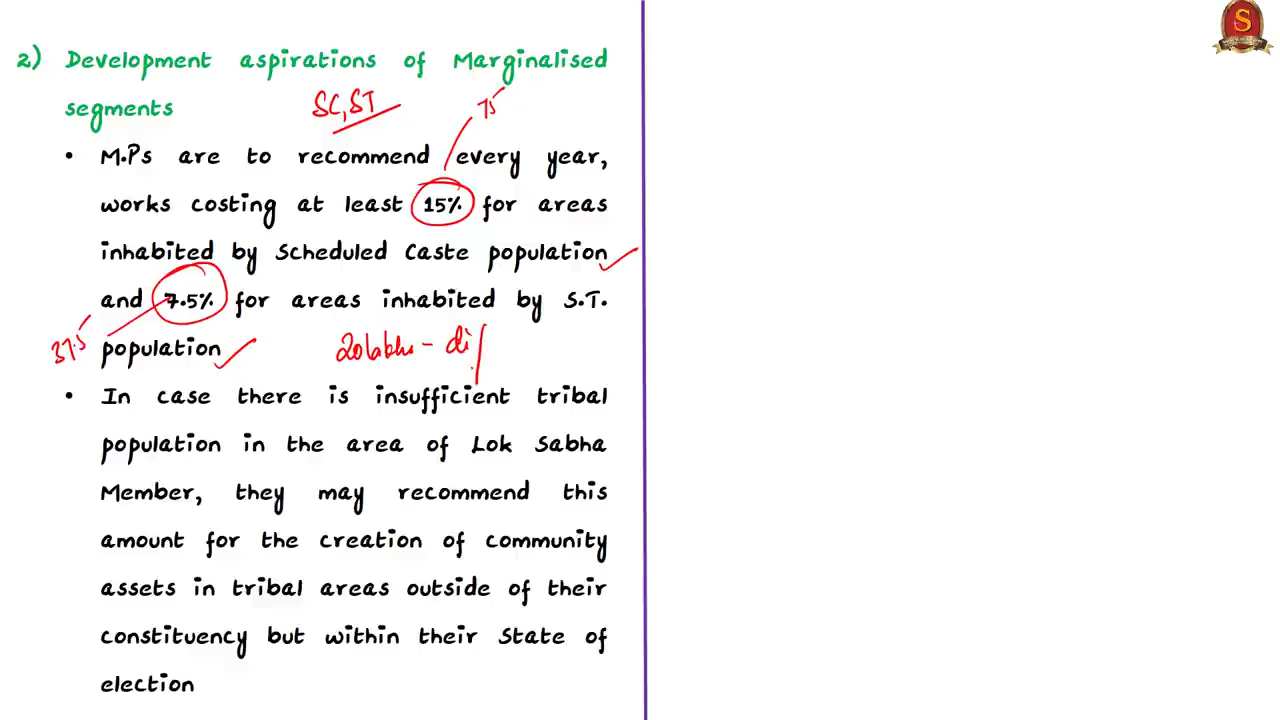 2) Development aspirations of Marginalised
segments
SC, ST
75
• M.Ps are to recommend every year,
works costing at least 15% for areas
inhabited by Scheduled Caste population
and 7.5% for areas inhabited by S.T.
37.5
population
20 lakhs - di
• In case there is insufficient tribal
population in the area of Lok Sabha
Member, they may recommend this
amount for the creation of community
assets in tribal areas outside of their
constituency but within their State of
election
S